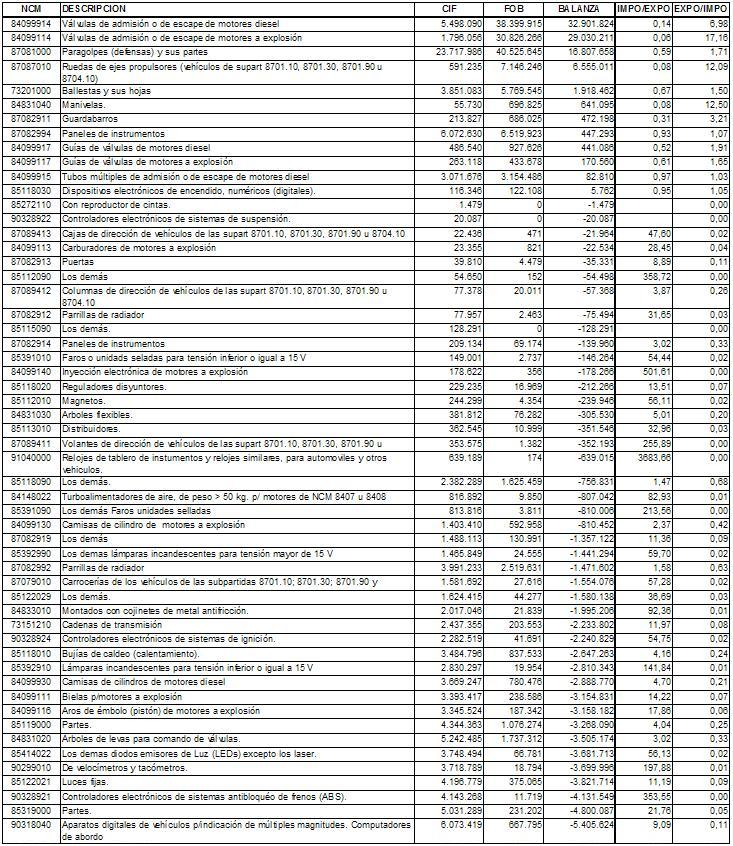 NCM DESCRIPCION CIF FOB BALANZA IMPO/EXPO EXPO/IMPO
84099914 Válvulas de admisión o de escape de motores diesel 5.498.090 38.399.915 32.901.824 0,14 6,98
84099114 Válvulas de admisión o de escape de motores a explosión 1.796.056 30.826.266 29.030.211 0,06 17,16
87081000 Paragolpes (defensas) y sus partes 23.717.986 40.525.645 16.807.658 0,59 1,71
87087010 Ruedas de ejes propulsores (vehículos de supart 8701.10, 8701.30, 8701.90 u 591.235 7.146.246 6.555.011 0,08 12,09
8704.10)
73201000 Ballestas y sus hojas 3.851.083 5.769.545 1.918.462 0,67 1,50
84831040 Manivelas. 55.730 696.825 641.095 0,08 12,50
87082911 Guardabarros 213.827 686.025 472.198 0,31 3,21
87082994 Paneles de instrumentos 6.072.630 6.519.923 447.293 0,93 1,07
84099917 Guías de válvulas de motores diesel 486.540 927.626 441.086 0,52 1,91
84099117 Guías de válvulas de motores a explosión 263.118 433.678 170.560 0,61 1,65
84099915 Tubos múltiples de admisión o de escape de motores diesel 3.071.676 3.154.486 82.810 0,97 1,03
85118030 Dispositivos electrónicos de encendido, numéricos (digitales). 116.346 122.108 5.762 0,95 1,05
85272110 Con reproductor de cintas. 1.479 0 -1.479 0,00
90328922 Controladores electrónicos de sistemas de suspensión. 20.087 0 -20.087 0,00
87089413 Cajas de dirección de vehículos de las supart 8701.10, 8701.30, 8701.90 u 8704.10 22.436 471 -21.964 47,60 0,02
84099113 Carburadores de motores a explosión 23.355 821 -22.534 28,45 0,04
87082913 Puertas 39.810 4.479 -35.331 8,89 0,11
85112090 Los demás 54.650 152 -54.498 358,72 0,00
87089412 Columnas de dirección de vehículos de las supart 8701.10, 8701.30, 8701.90 u 77.378 20.011 -57.368 3,87 0,26
8704.10
87082912 Parrillas de radiador 77.957 2.463 -75.494 31,65 0,03
85115090 Los demás. 128.291 0 -128.291 0,00
87082914 Paneles de instrumentos 209.134 69.174 -139.960 3,02 0,33
85391010 Faros o unidads seladas para tensión inferior o igual a 15 V 149.001 2.737 -146.264 54,44 0,02
84099140 Inyección electrónica de motores a explosión 178.622 356 -178.266 501,61 0,00
85118020 Reguladores disyuntores. 229.235 16.969 -212.266 13,51 0,07
85112010 Magnetos. 244.299 4.354 -239.946 56,11 0,02
84831030 Arboles flexibles. 381.812 76.282 -305.530 5,01 0,20
85113010 Distribuidores. 362.545 10.999 -351.546 32,96 0,03
87089411 Volantes de dirección de vehículos de las supart 8701.10, 8701.30, 8701.90 u 353.575 1.382 -352.193 255,89 0,00
91040000 Relojes de tablero de instumentos y relojes similares, para automoviles y otros 639.189 174 -639.015 3683,66 0,00
vehiculos.
85118090 Los demás. 2.382.289 1.625.459 -756.831 1,47 0,68
84148022 Turboalimentadores de aire, de peso > 50 kg. p/ motores de NCM 8407 u 8408 816.892 9.850 -807.042 82,93 0,01
85391090 Los demás Faros unidades selladas 813.816 3.811 -810.006 213,56 0,00
84099130 Camisas de cilindro de motores a explosión 1.403.410 592.958 -810.452 2,37 0,42
87082919 Los demás 1.488.113 130.991 -1.357.122 11,36 0,09
85392990 Los demas lámparas incandescentes para tensión mayor de 15 V 1.465.849 24.555 -1.441.294 59,70 0,02
87082992 Parrillas de radiador 3.991.233 2.519.631 -1.471.602 1,58 0,63
87079010 Carrocerías de los vehículos de las subpartidas 8701.10; 8701.30; 8701.90 y 1.581.692 27.616 -1.554.076 57,28 0,02
85122029 Los demás. 1.624.415 44.277 -1.580.138 36,69 0,03
84833010 Montados con cojinetes de metal antifricción. 2.017.046 21.839 -1.995.206 92,36 0,01
73151210 Cadenas de transmisión 2.437.355 203.553 -2.233.802 11,97 0,08
90328924 Controladores electrónicos de sistemas de ignición. 2.282.519 41.691 -2.240.829 54,75 0,02
85118010 Bujías de caldeo (calentamiento). 3.484.796 837.533 -2.647.263 4,16 0,24
85392910 Lámparas incandescentes para tensión inferior o igual a 15 V 2.830.297 19.954 -2.810.343 141,84 0,01
84099930 Camisas de cilindros de motores diesel 3.669.247 780.476 -2.888.770 4,70 0,21
84099111 Bielas p/motores a explosión 3.393.417 238.586 -3.154.831 14,22 0,07
84099116 Aros de émbolo (pistón) de motores a explosión 3.345.524 187.342 -3.158.182 17,86 0,06
85119000 Partes. 4.344.363 1.076.274 -3.268.090 4,04 0,25
84831020 Arboles de levas para comando de válvulas. 5.242.485 1.737.312 -3.505.174 3,02 0,33
85414022 Los demas diodos emisores de Luz (LEDs) excepto los laser. 3.748.494 66.781 -3.681.713 56,13 0,02
90299010 De velocímetros y tacómetros. 3.718.789 18.794 -3.699.996 197,88 0,01
85122021 Luces fijas. 4.196.779 375.065 -3.821.714 11,19 0,09
90328921 Controladores electrónicos de sistemas antibloquéo de frenos (ABS). 4.143.268 11.719 -4.131.549 353,55 0,00
85319000 Partes. 5.031.289 231.202 -4.800.087 21,76 0,05
90318040 Aparatos digitales de vehículos p/indicación de múltiples magnitudes. Computadores 6.073.419 667.795 -5.405.624 9,09 0,11
de abordo